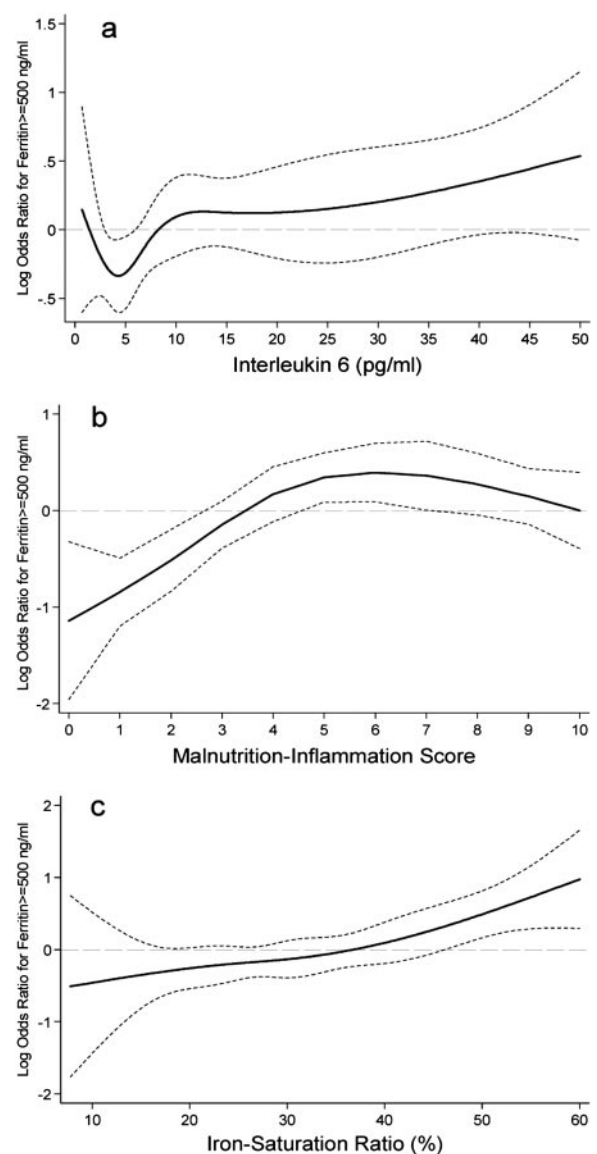 a
Log Odds Ratio for Ferritin>=500 ng/ml
1.5
1
.5
0
-.5
0 5 10 15 20 25 30 35 40 45 50
Interleukin 6 (pg/ml)
b
Log Odds Ratio for Ferritin>=500 ng/ml
1
0
-1
-2
0 1 2 3 4 5 6 7 8 9 10
Malnutrition-Inflammation Score
c
Log Odds Ratio for Ferritin>=500 ng/ml
2
1
0
-1
-2
10 20 30 40 50 60
Iron-Saturation Ratio (%)